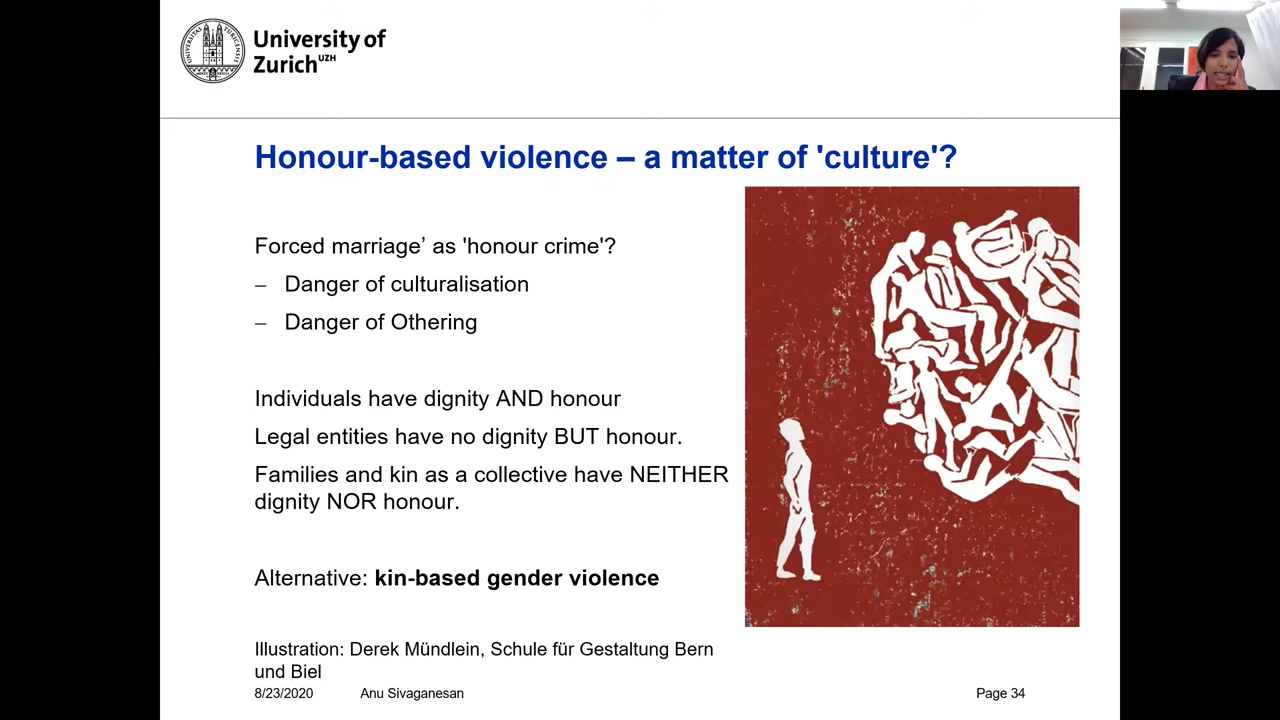 University of
Zurich UZH
Honour-based violence – a matter of 'culture'?
Forced marriage’ as 'honour crime'?
– Danger of culturalisation
– Danger of Othering
Individuals have dignity AND honour
Legal entities have no dignity BUT honour.
Families and kin as a collective have NEITHER
dignity NOR honour.
Alternative: kin-based gender violence
Illustration: Derek Mündlein, Schule für Gestaltung Bern
und Biel
8/23/2020 Anu Sivaganesan Page 34